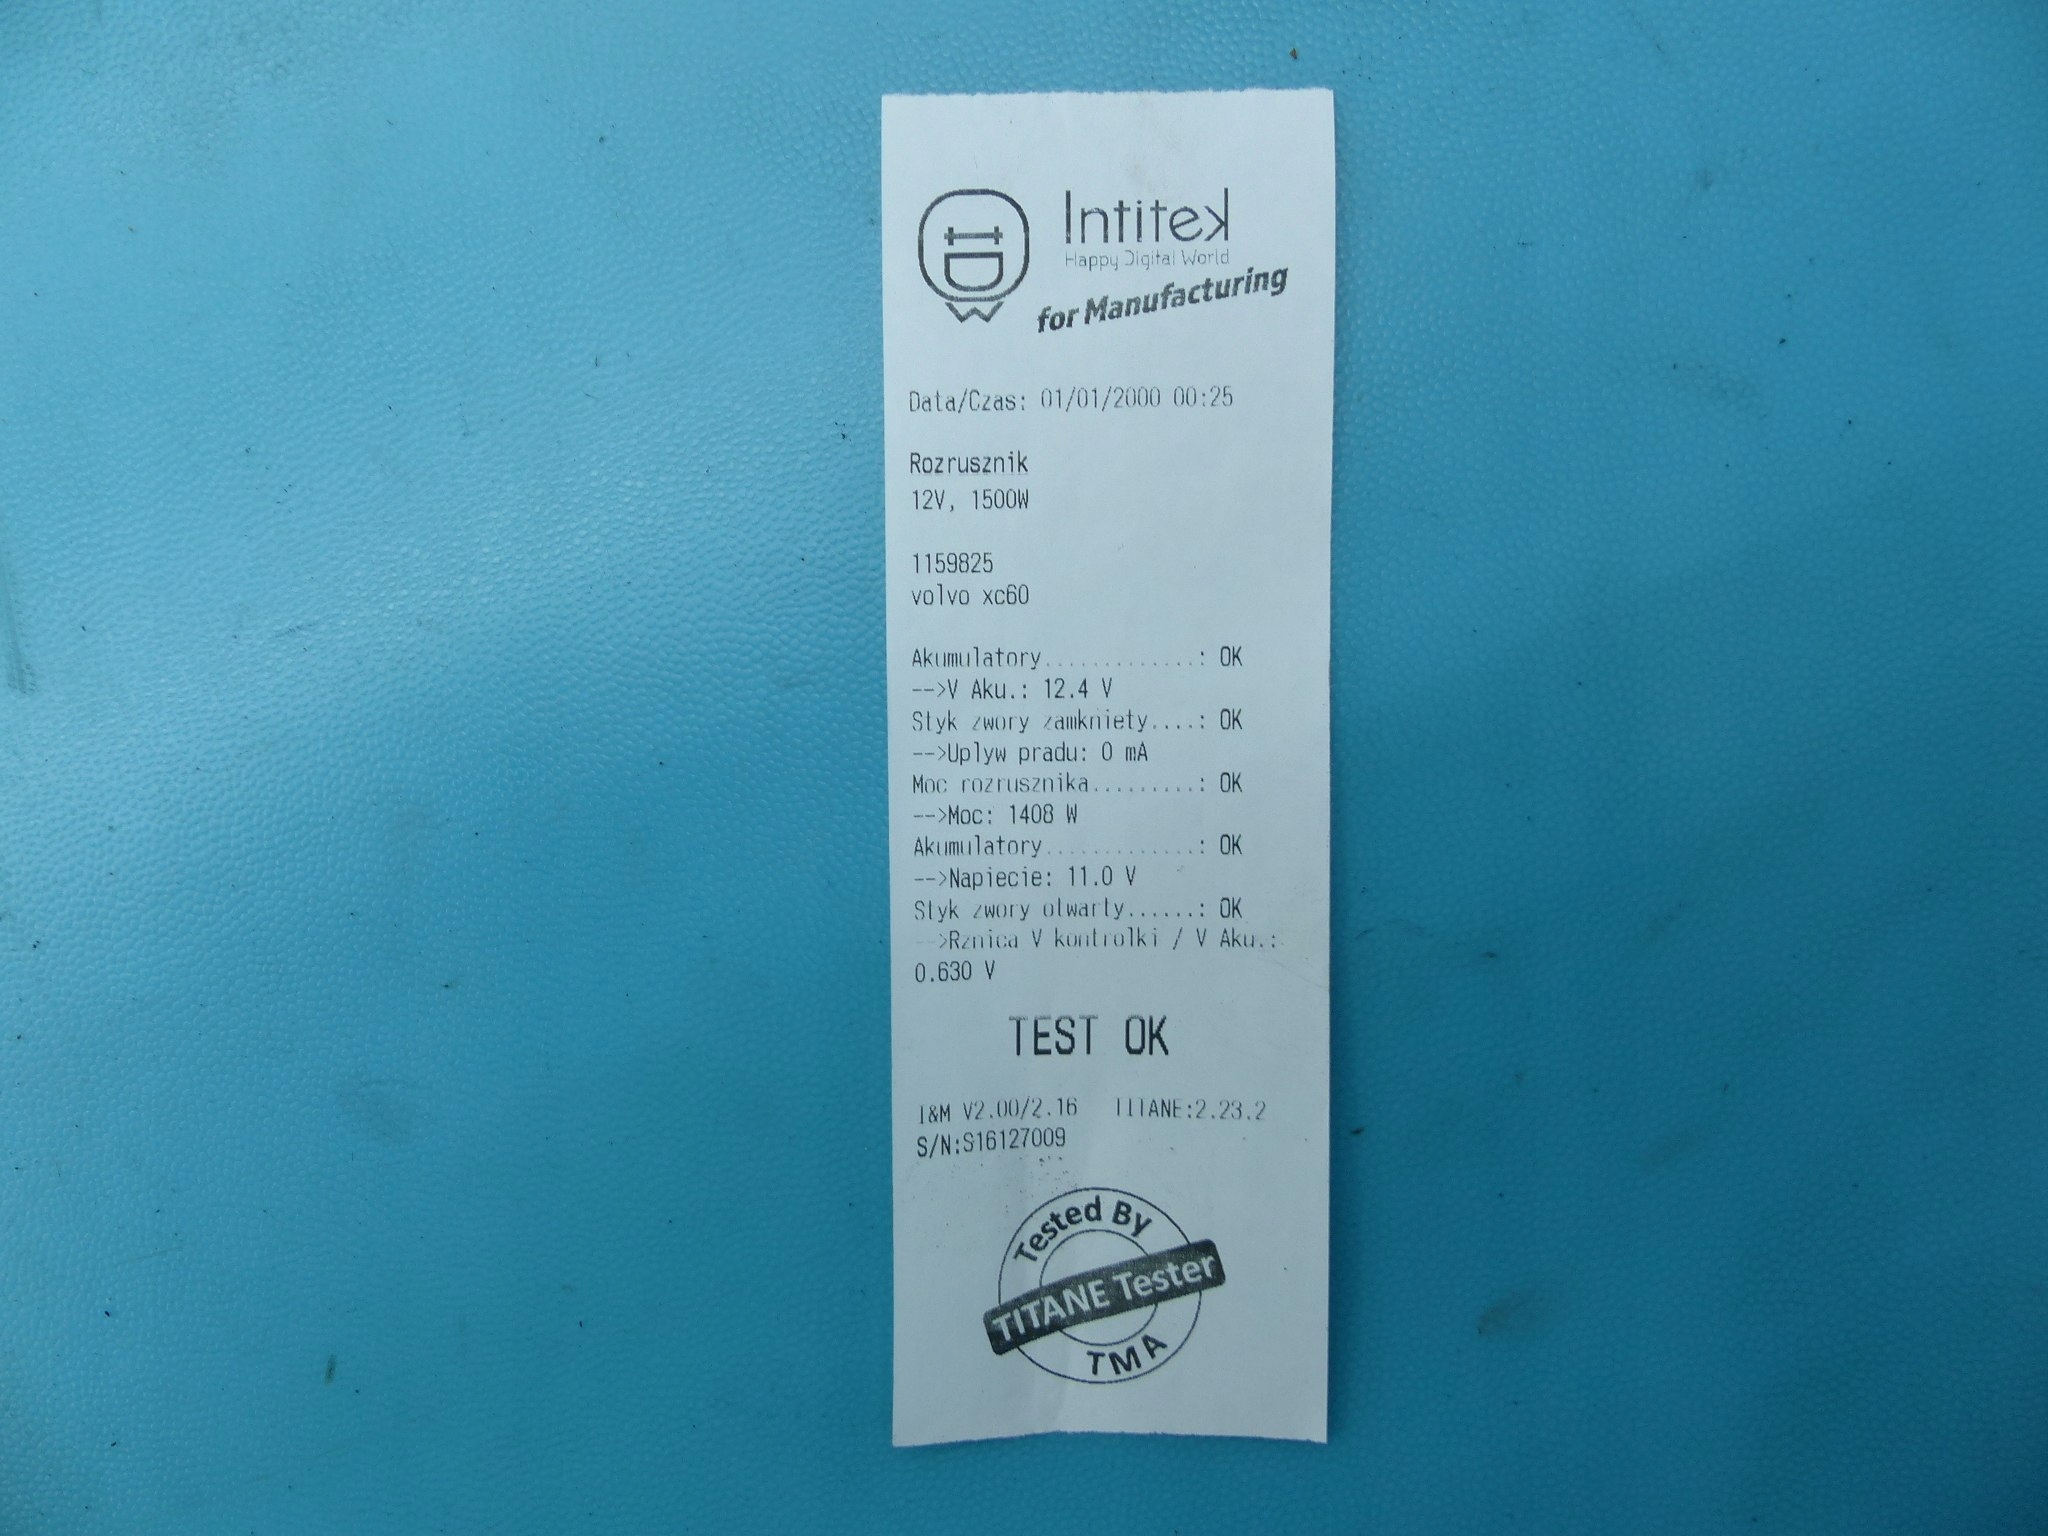 Intitek
Happy Digital World
for Manufacturing
Data/Czas: 01/01/2000 00:25
Rozrusznik
12V, 1500W
1159825
volvo xc60
Akumulatory.............: OK
-->V Aku.: 12.4 V
Styk zwory zamkniety....: OK
-->Uplyw pradu: 0 mA
Moc rozrusznika.........: OK
-->Moc: 1408 W
Akumulatory.............: OK
-->Napiecie: 11.0 V
Styk zwory otwarty......: OK
-->Rznica V kontrolki / V Aku.:
0.630 V
TEST OK
I&M V2.00/2.16 TITANE:2.23.2
S/N:S16127009
Tested By
TITANE Tester
TMA